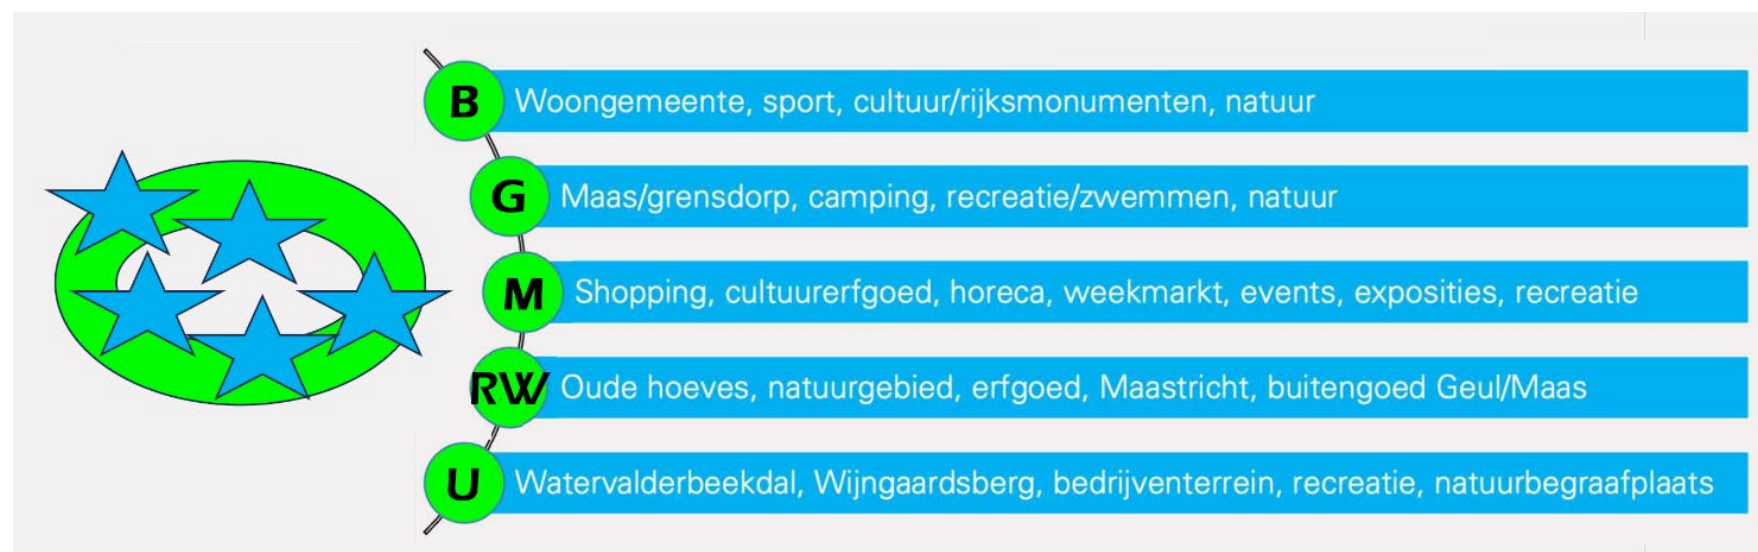 B Woongemeente, sport, cultuur/rijksmonumenten, natuur
G Maas/grensdorp, camping, recreatie/zwemmen, natuur
M Shopping, cultuurerfgoed, horeca, weekmarkt, events, exposities, recreatie
RW Oude hoeves, natuurgebied, erfgoed, Maastricht, buitengoed Geul/Maas
U Watervalderbeekdal, Wijngaardsberg, bedrijventerrein, recreatie, natuurbegraafplaats